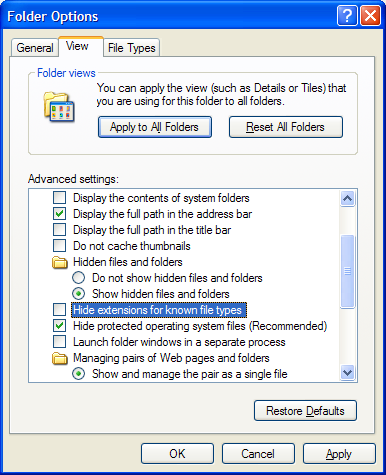 Folder Options
General
View
File Types
Folder views
You can apply the view (such as Details or Tiles) that
you are using for this folder to all folders.
Apply to All Folders
Reset All Folders
Advanced settings:
Display the contents of system folders
Display the full path in the address bar
Display the full path in the title bar
Do not cache thumbnails
Hidden files and folders
Do not show hidden files and folders
Show hidden files and folders
Hide extensions for known file types
Hide protected operating system files (Recommended)
Launch folder windows in a separate process
Managing pairs of Web pages and folders
Show and manage the pair as a single file
Restore Defaults
OK
Cancel
Apply